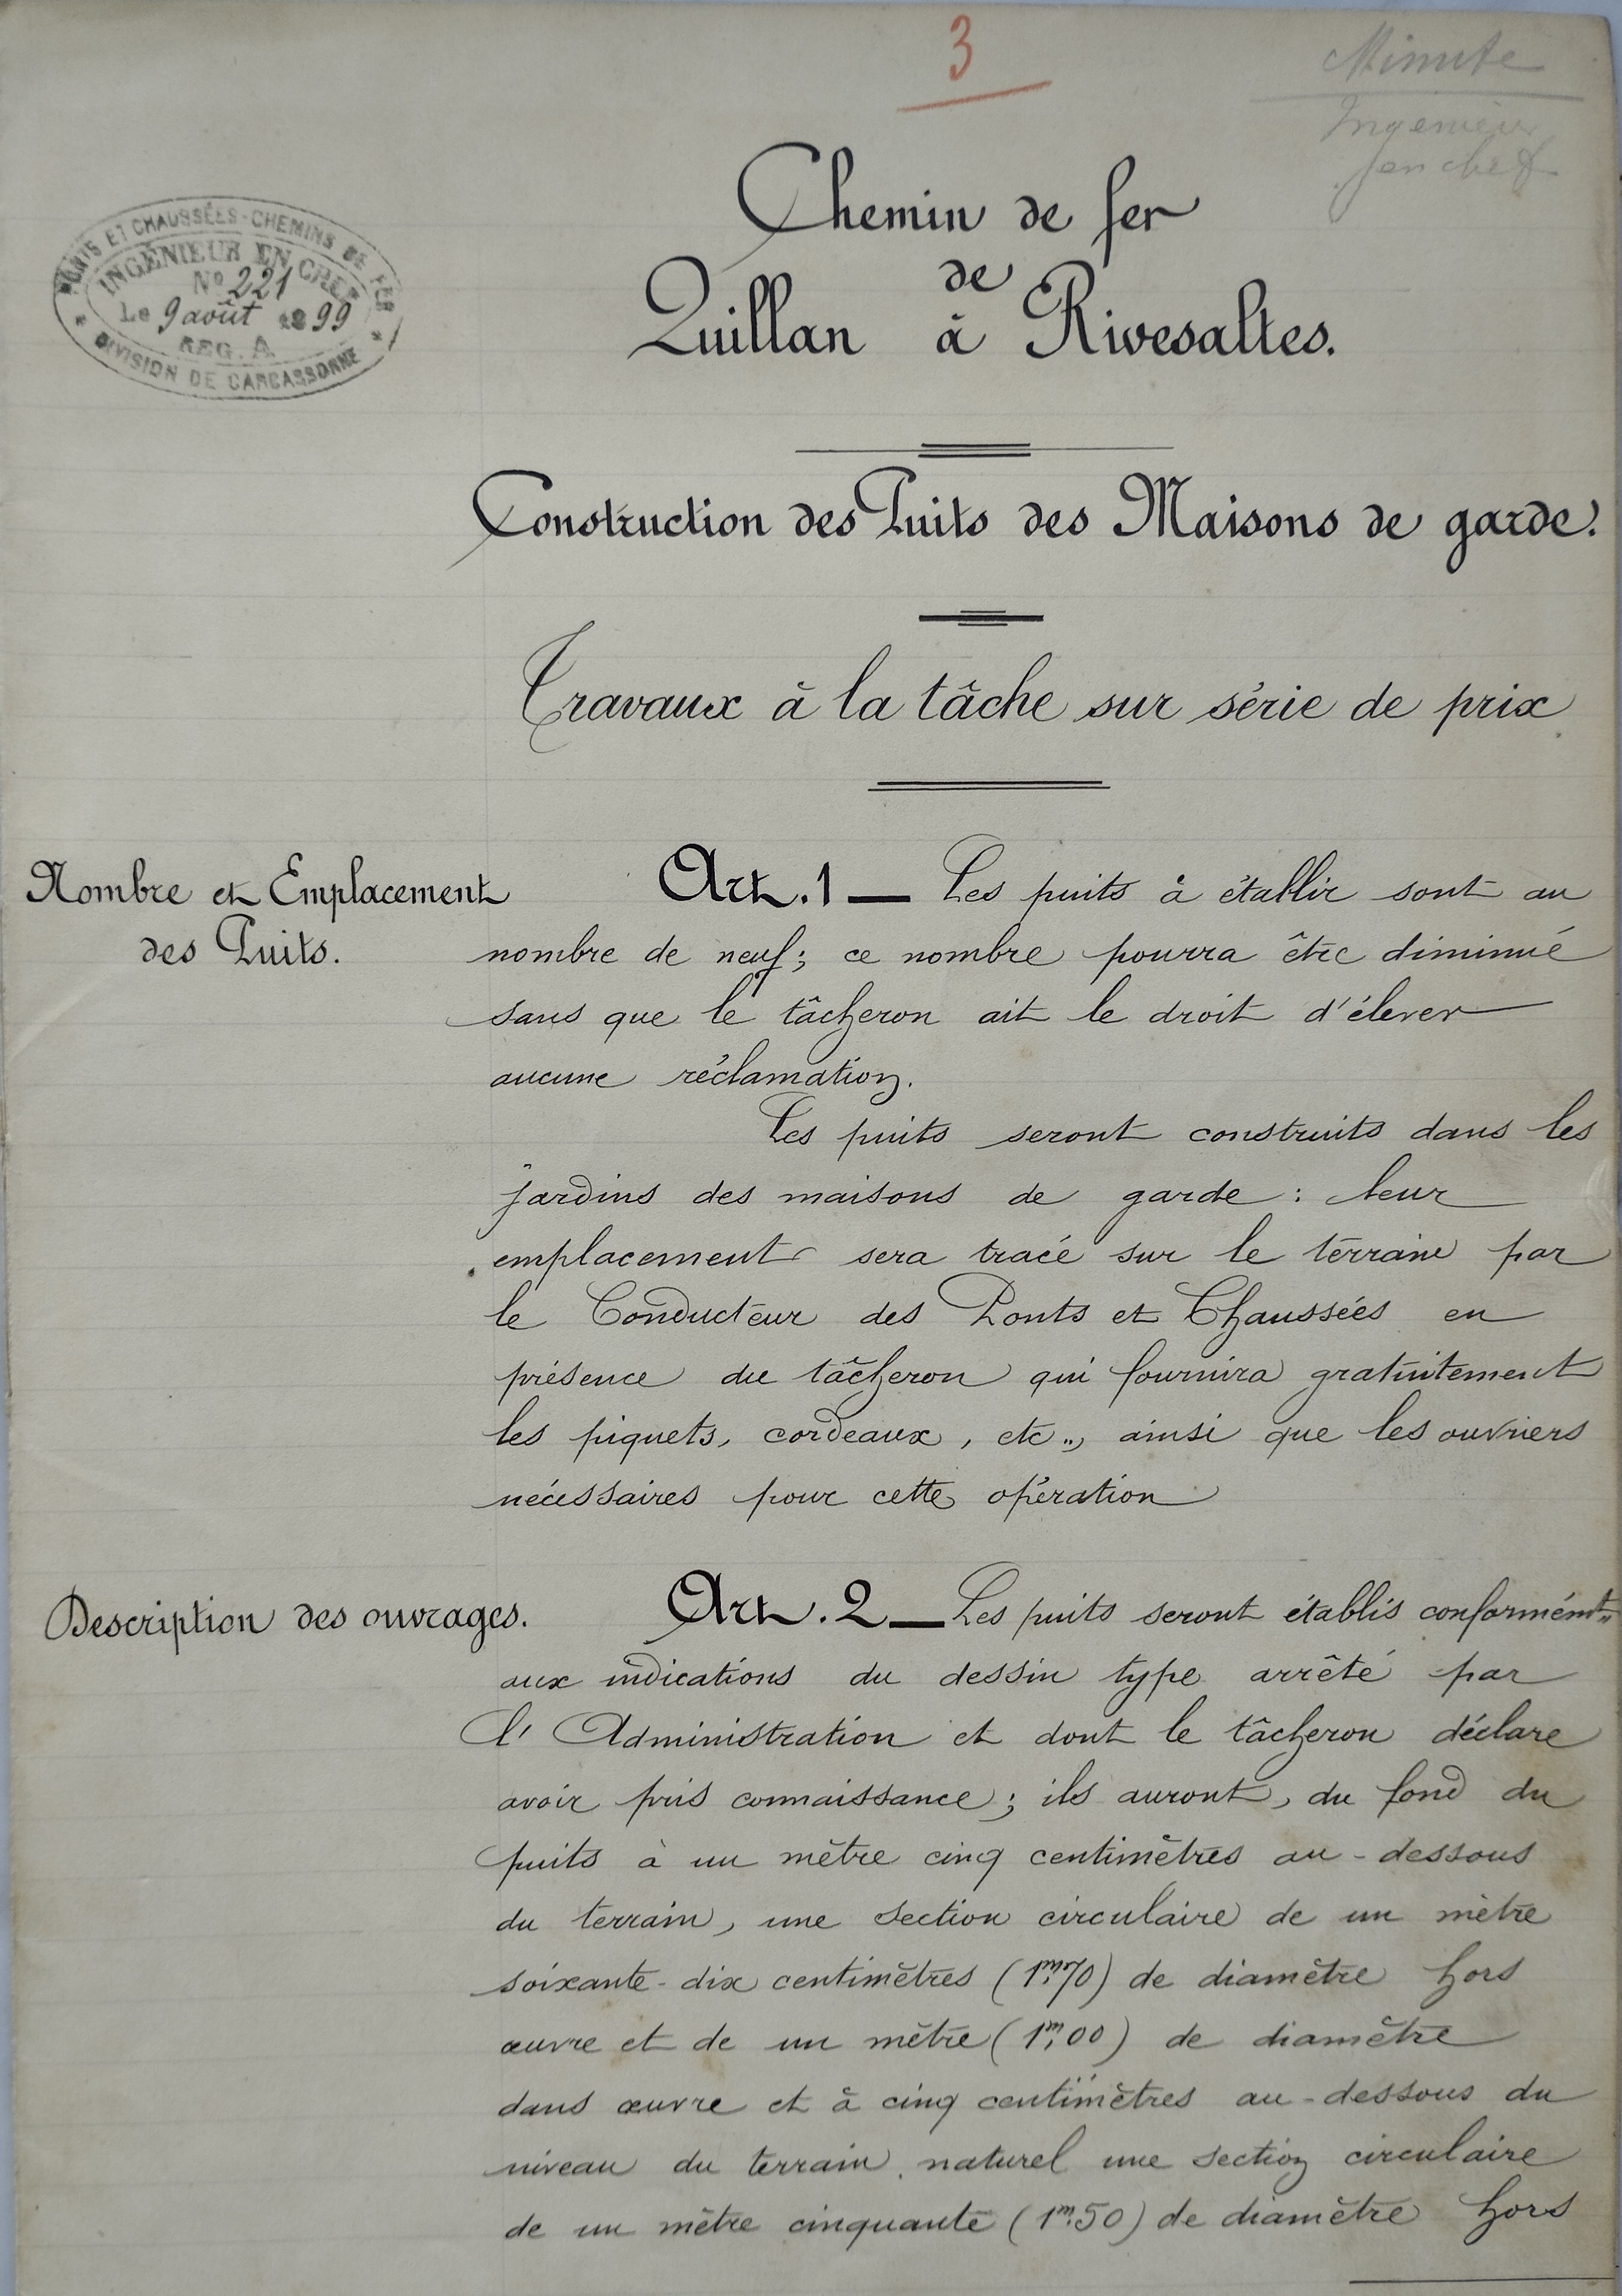 3
Minute
Ingénieur
en chef
PONTS ET CHAUSSÉES - CHEMINS DE FER
INGÉNIEUR EN CHEF
No 221
Le 9 août 1899
REG. A
DIVISION DE CARCASSONNE
Chemin de fer
de
Quillan à Rivesaltes.
Construction des Puits des Maisons de garde.
Travaux à la tâche sur série de prix
Nombre et Emplacement
des Puits.
Art. 1 — Les puits à établir sont au
nombre de neuf; ce nombre pourra être diminué
sans que le tâcheron ait le droit d'élever
aucune réclamation.
Les puits seront construits dans les
jardins des maisons de garde : leur
emplacement sera tracé sur le terrain par
le Conducteur des Ponts et Chaussées en
présence du tâcheron qui fournira gratuitement
les piquets, cordeaux, etc., ainsi que les ouvriers
nécessaires pour cette opération
Description des ouvrages.
Art. 2 — Les puits seront établis conformémt
aux indications du dessin type arrêté par
l'Administration et dont le tâcheron déclare
avoir pris connaissance; ils auront, du fond du
puits à un mètre cinq centimètres au-dessous
du terrain, une section circulaire de un mètre
soixante-dix centimètres (1m,70) de diamètre hors
œuvre et de un mètre (1m,00) de diamètre
dans œuvre et à cinq centimètres au-dessous du
niveau du terrain naturel une section circulaire
de un mètre cinquante (1m.50) de diamètre hors